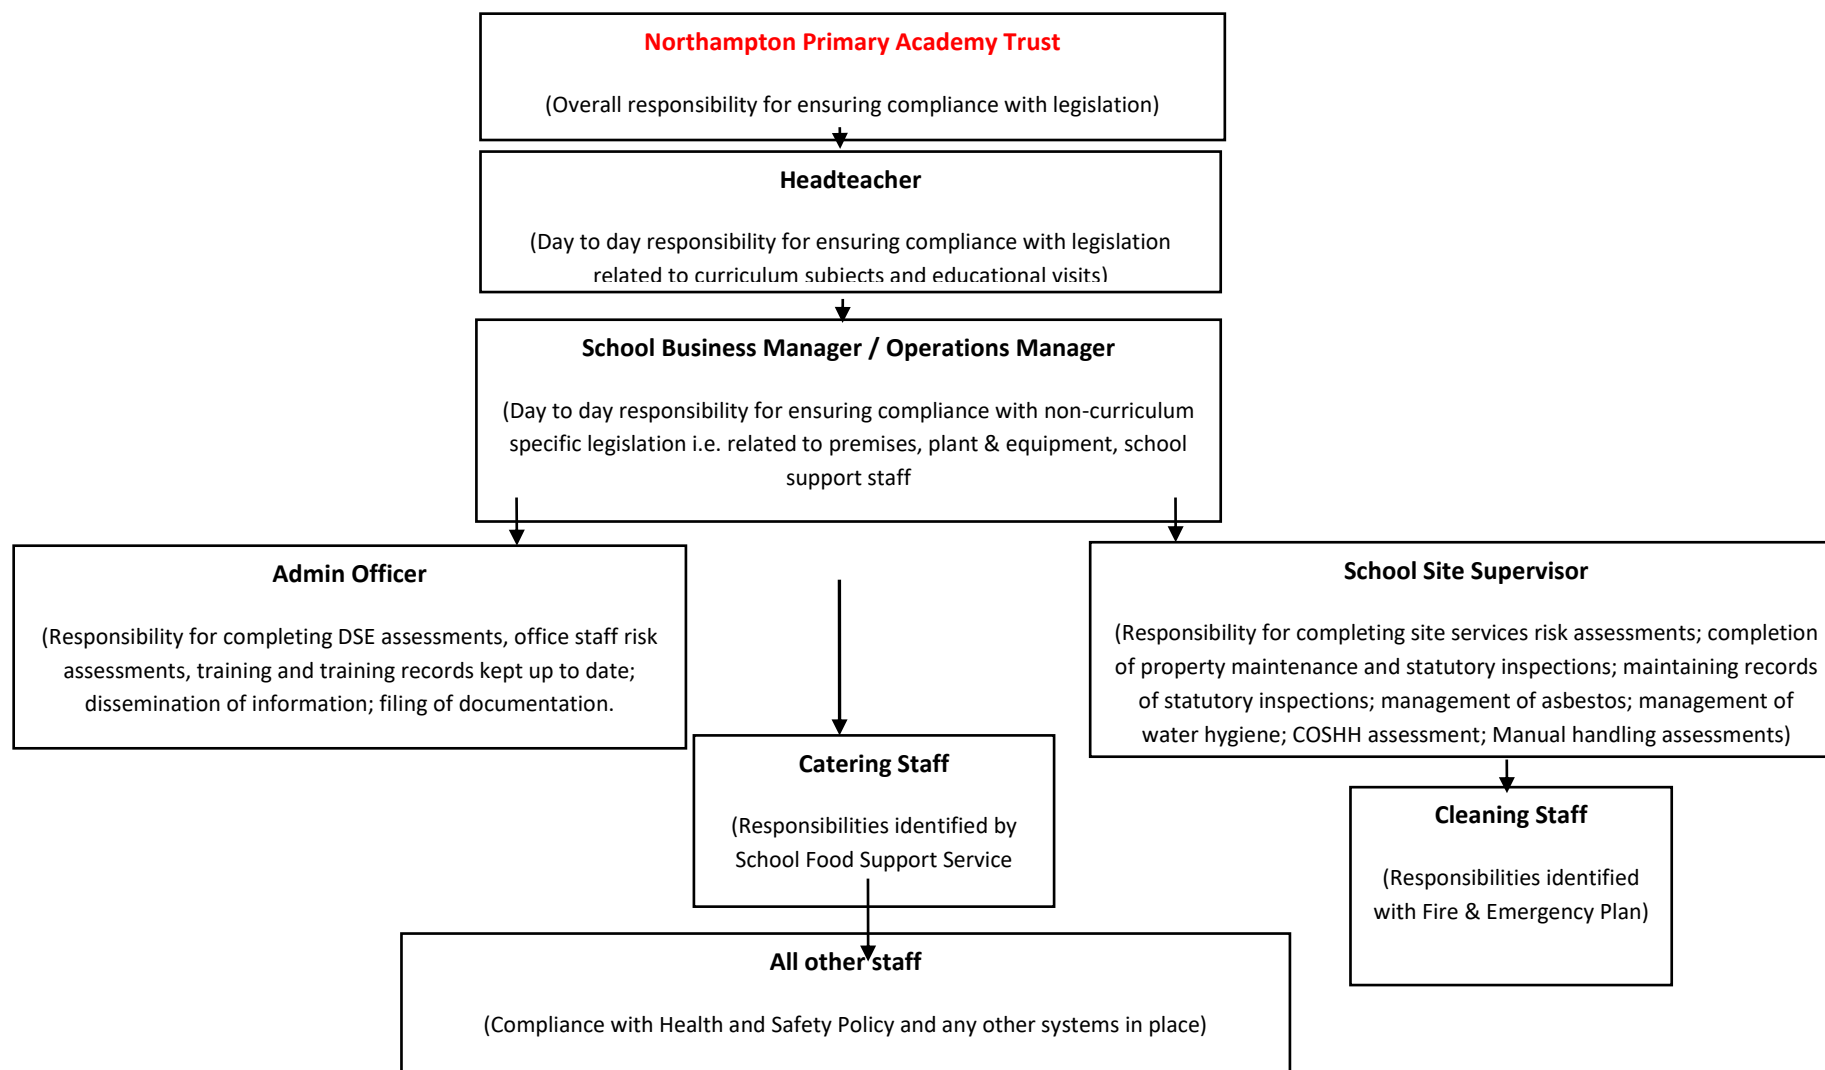 Northampton Primary Academy Trust
(Overall responsibility for ensuring compliance with legislation)
Headteacher
(Day to day responsibility for ensuring compliance with legislation
related to curriculum subjects and educational visits)
School Business Manager / Operations Manager
(Day to day responsibility for ensuring compliance with non-curriculum
specific legislation i.e. related to premises, plant & equipment, school
support staff
Admin Officer
(Responsibility for completing DSE assessments, office staff risk
assessments, training and training records kept up to date;
dissemination of information; filing of documentation.
School Site Supervisor
(Responsibility for completing site services risk assessments; completion
of property maintenance and statutory inspections; maintaining records
of statutory inspections; management of asbestos; management of
water hygiene; COSHH assessment; Manual handling assessments)
Catering Staff
(Responsibilities identified by
School Food Support Service
Cleaning Staff
(Responsibilities identified
with Fire & Emergency Plan)
All other staff
(Compliance with Health and Safety Policy and any other systems in place)